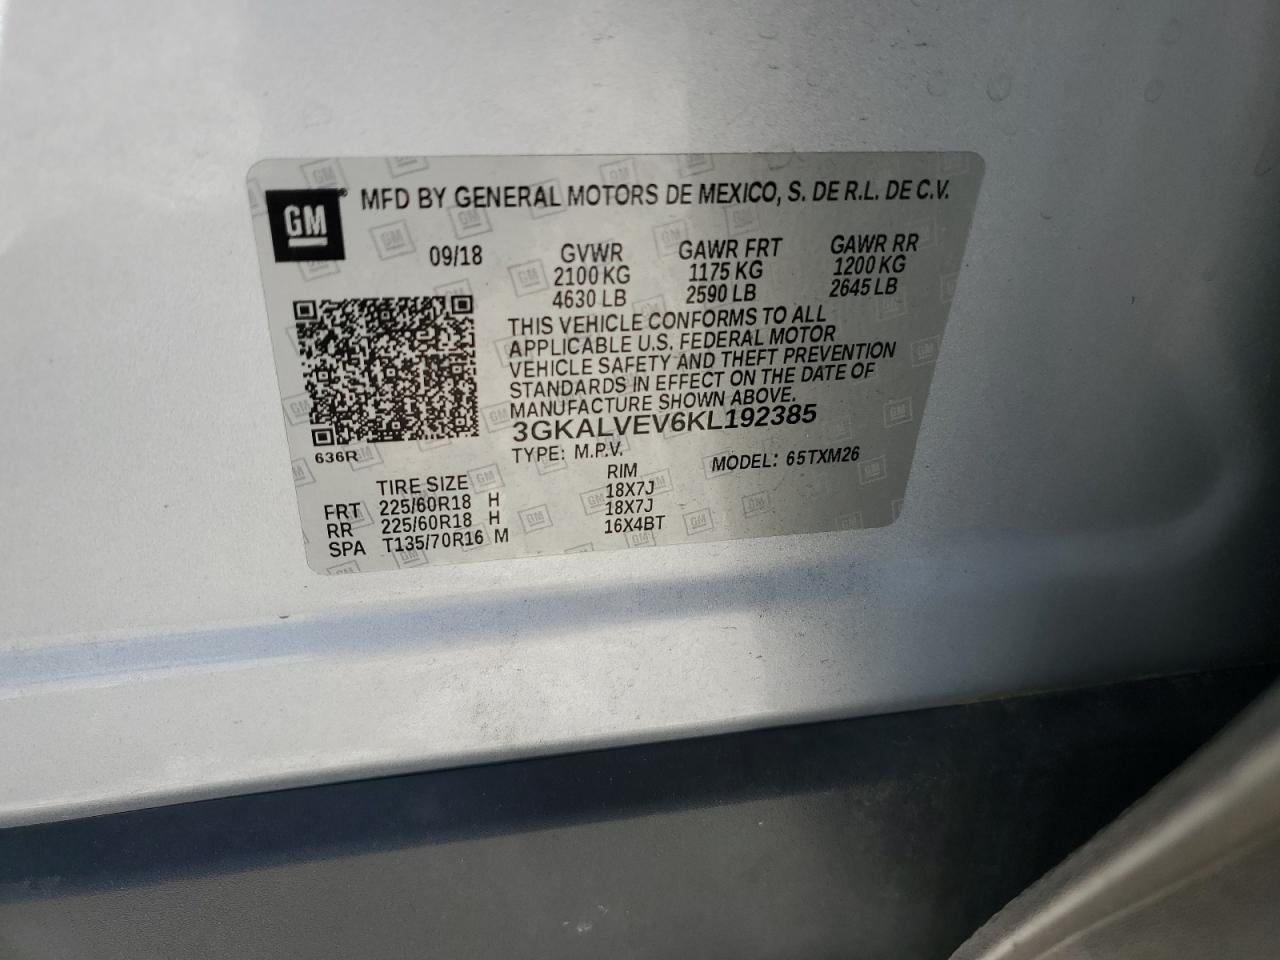 GM
MFD BY GENERAL MOTORS DE MEXICO, S. DE R.L. DE C.V.
09/18 GVWR GAWR FRT GAWR RR
2100 KG 1175 KG 1200 KG
4630 LB 2590 LB 2645 LB
THIS VEHICLE CONFORMS TO ALL
APPLICABLE U.S. FEDERAL MOTOR
VEHICLE SAFETY AND THEFT PREVENTION
STANDARDS IN EFFECT ON THE DATE OF
MANUFACTURE SHOWN ABOVE.
3GKALVEV6KL192385
636R
TYPE: M.P.V. MODEL: 65TXM26
TIRE SIZE RIM
FRT 225/60R18 H 18X7J
RR 225/60R18 H 18X7J
SPA T135/70R16 M 16X4BT